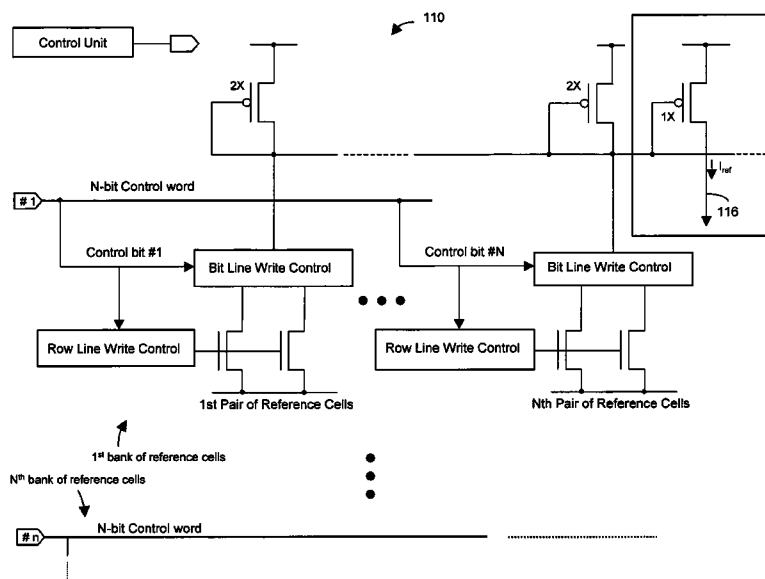 110
Control Unit
2X
2X
1X
Iref
N-bit Control word
# 1
116
Control bit #1
Bit Line Write Control
Control bit #N
Bit Line Write Control
Row Line Write Control
Row Line Write Control
1st Pair of Reference Cells
Nth Pair of Reference Cells
1st bank of reference cells
Nth bank of reference cells
# n
N-bit Control word